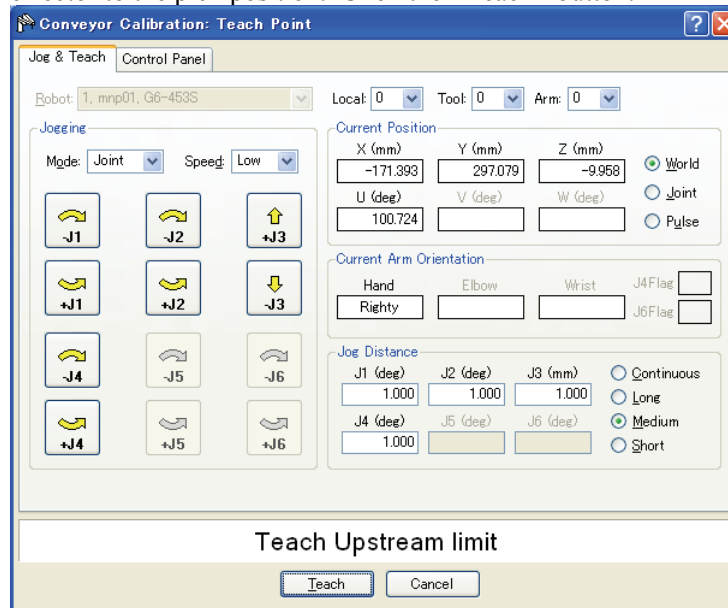 Conveyor Calibration: Teach Point
Jog & Teach Control Panel
Robot: 1, mnp01, G6-453S Local: 0 Tool: 0 Arm: 0
Jogging
Mode: Joint Speed: Low
-J1 -J2 +J3
+J1 +J2 -J3
-J4 -J5 -J6
+J4 +J5 +J6
Current Position
X (mm) Y (mm) Z (mm)
-171.393 297.079 -9.958
U (deg) V (deg) W (deg)
100.724
World
Joint
Pulse
Current Arm Orientation
Hand Elbow Wrist J4Flag
Righty J6Flag
Jog Distance
J1 (deg) J2 (deg) J3 (mm)
1.000 1.000 1.000
J4 (deg) J5 (deg) J6 (deg)
1.000
Continuous
Long
Medium
Short
Teach Upstream limit
Teach Cancel